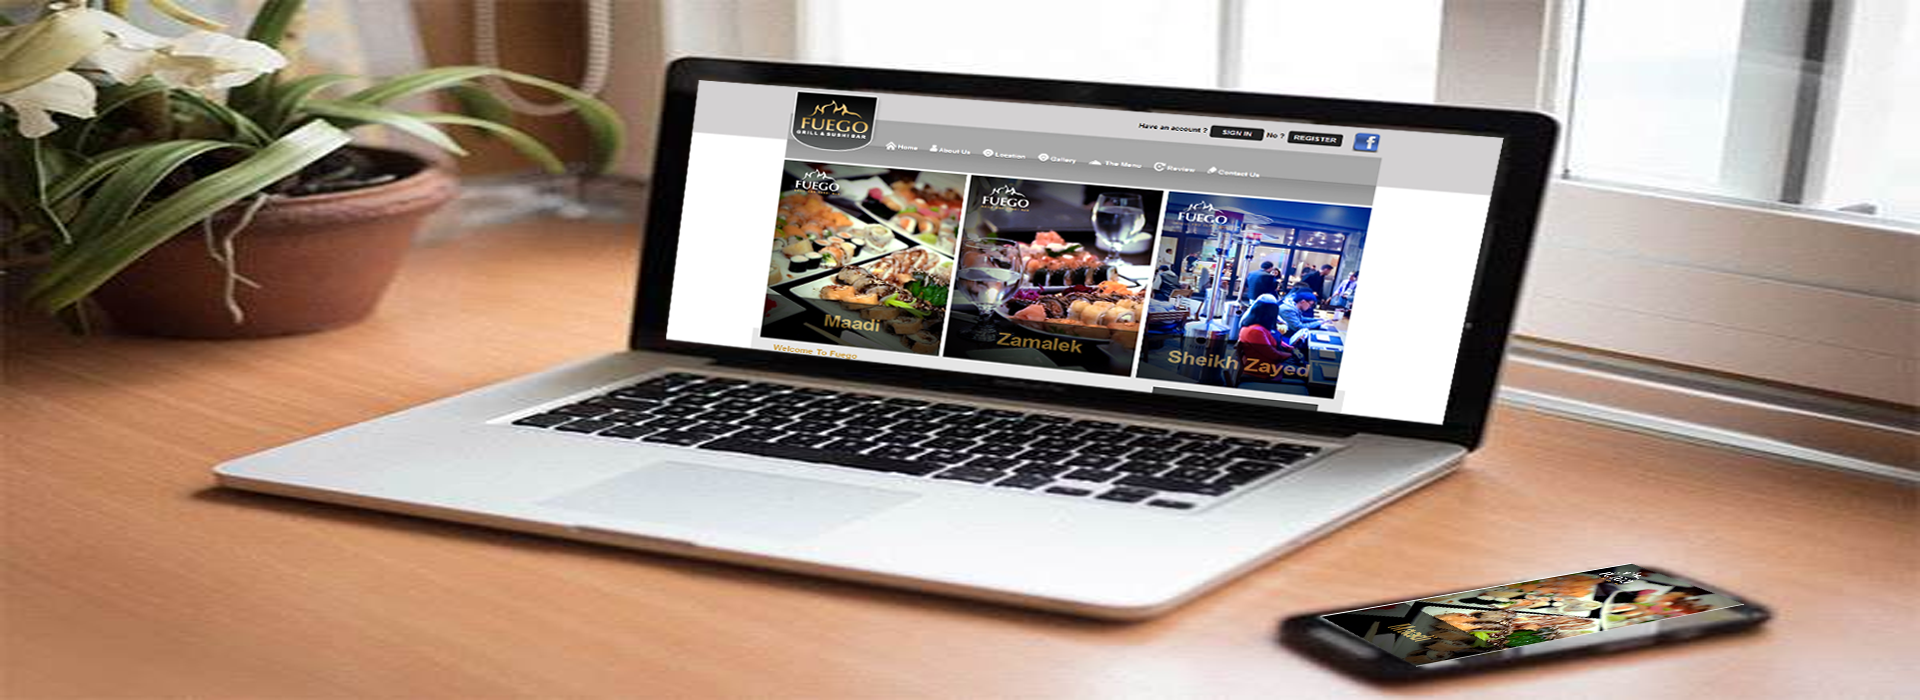 FUEGO
GRILL & SUSHI BAR
Have an account ? SIGN IN No ? REGISTER
f
Home About Us Location Gallery The Menu Review Contact Us
FUEGO
Maadi
FUEGO
Zamalek
FUEGO
Sheikh Zayed
Welcome To Fuego
Maadi